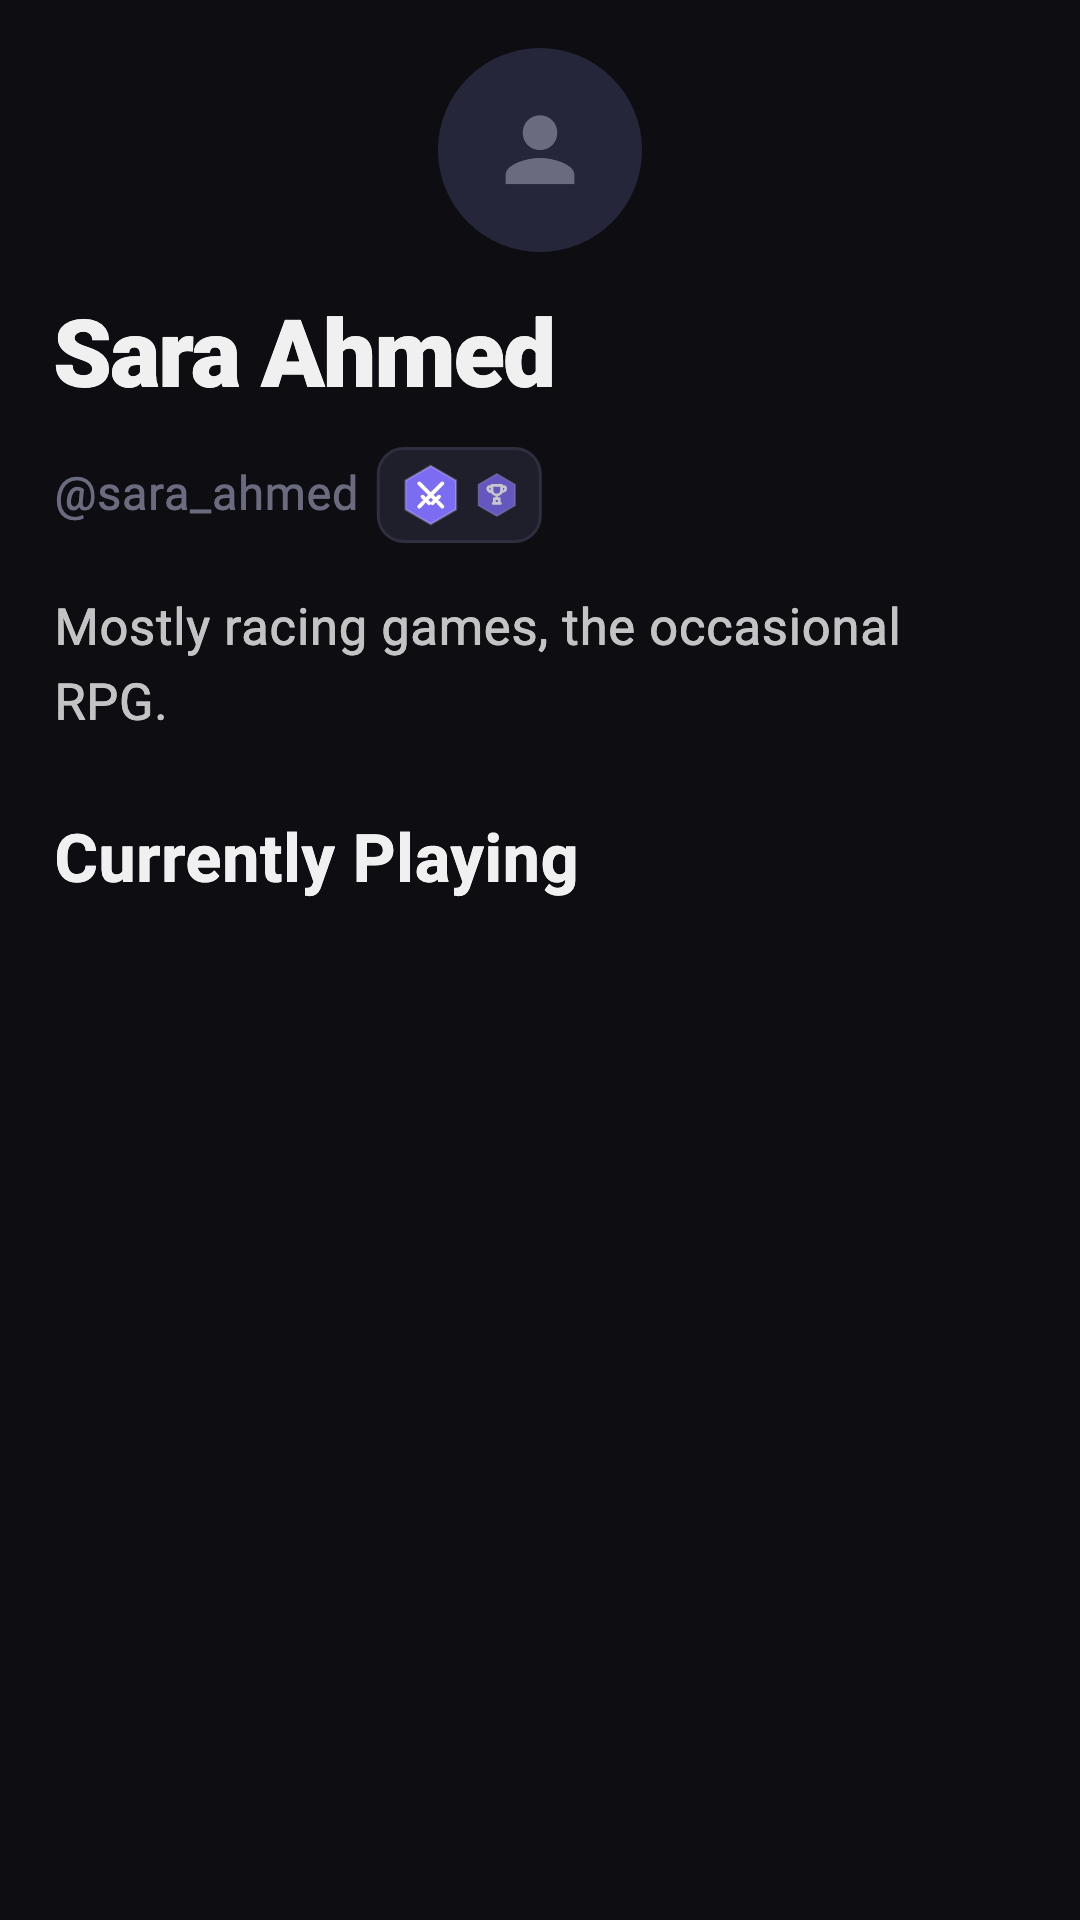 Sara Ahmed
@sara_ahmed
Mostly racing games, the occasional
RPG.
Currently Playing